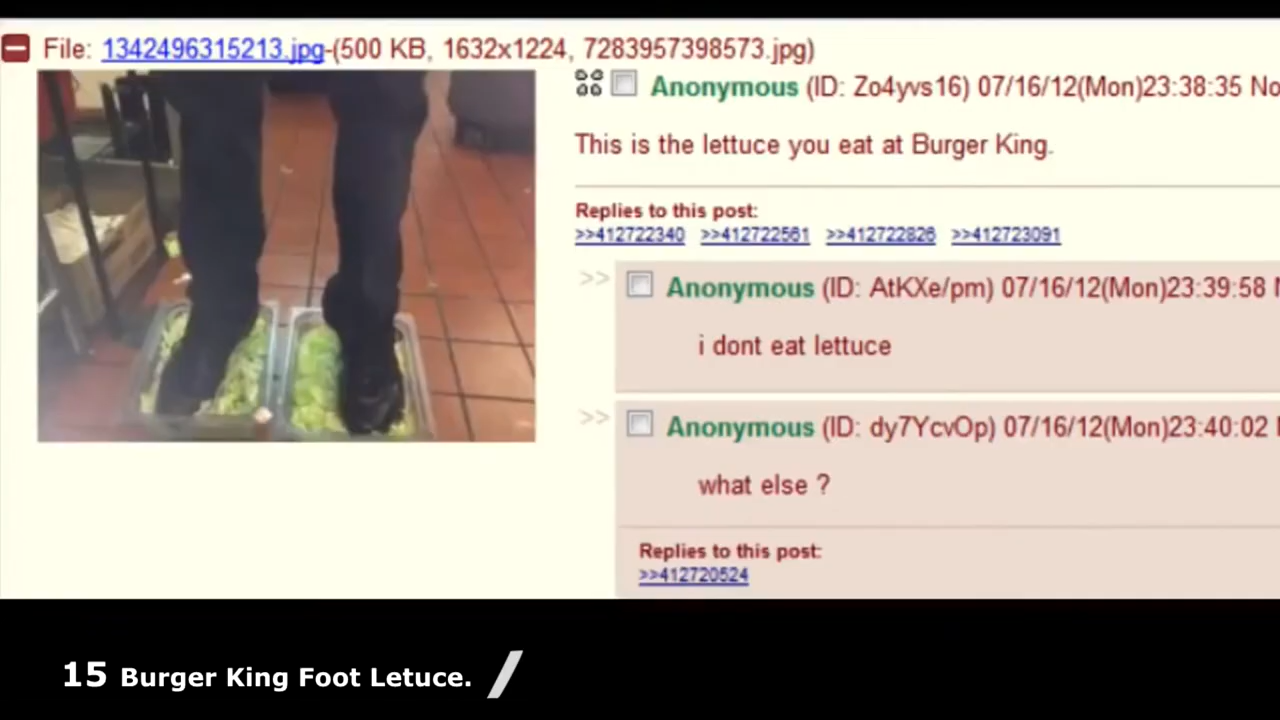 File: 1342496315213.jpg-(500 KB, 1632x1224, 7283957398573.jpg)
Anonymous (ID: Zo4yvs16) 07/16/12(Mon)23:38:35 No
This is the lettuce you eat at Burger King.
Replies to this post:
>>412722340 >>412722561 >>412722826 >>412723091
>> Anonymous (ID: AtKXe/pm) 07/16/12(Mon)23:39:58 N
i dont eat lettuce
>> Anonymous (ID: dy7YcvOp) 07/16/12(Mon)23:40:02
what else ?
Replies to this post:
>>412720524
15 Burger King Foot Letuce.